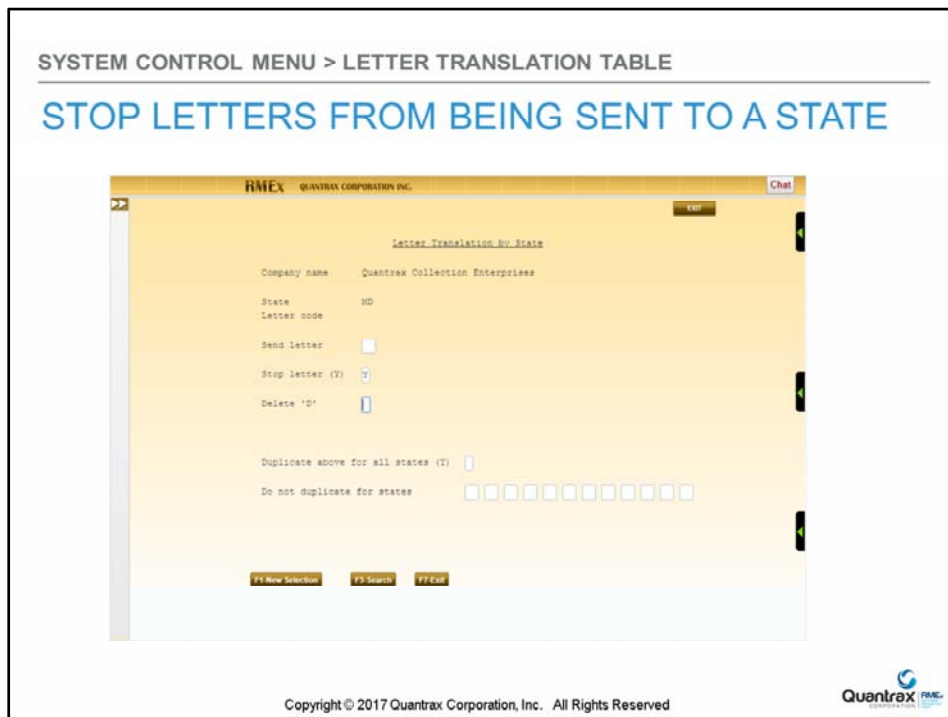 SYSTEM CONTROL MENU > LETTER TRANSLATION TABLE
STOP LETTERS FROM BEING SENT TO A STATE
RMEx QUANTRAX CORPORATION INC. Chat
EXIT
Letter Translation by State
Company name Quantrax Collection Enterprises
State MD
Letter code
Send letter
Stop letter (Y) Y
Delete 'D'
Duplicate above for all states (Y)
Do not duplicate for states
F1-New Selection F3-Search F7-Exit
Copyright © 2017 Quantrax Corporation, Inc. All Rights Reserved
Quantrax RMEx
CORPORATION